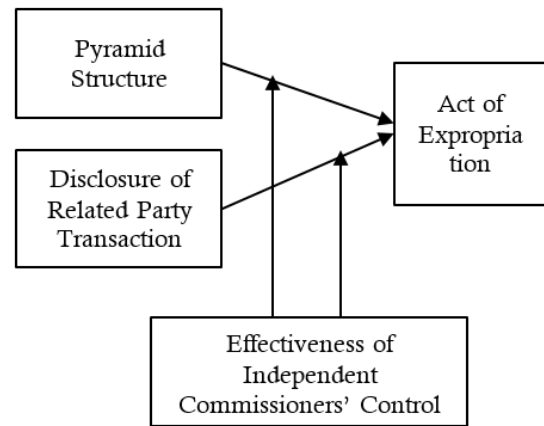 Pyramid
Structure
Act of
Expropria
tion
Disclosure of
Related Party
Transaction
Effectiveness of
Independent
Commissioners’ Control